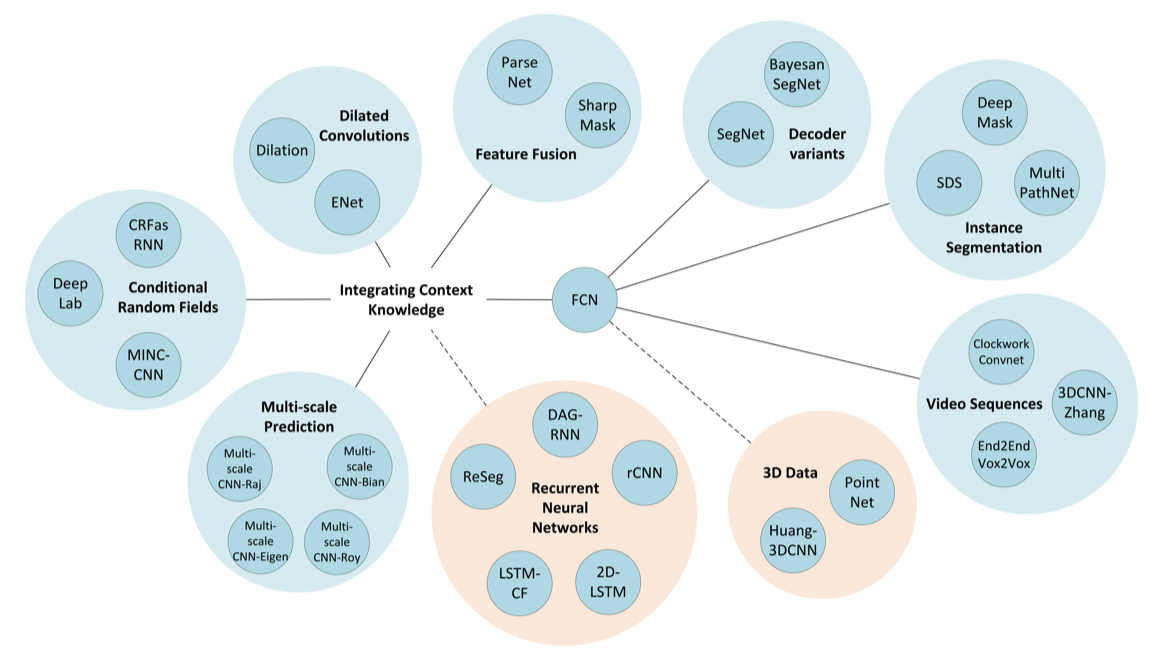 Parse
Net
Sharp
Mask
Feature Fusion
Bayesan
SegNet
SegNet
Decoder
variants
Deep
Mask
SDS
Multi
PathNet
Instance
Segmentation
Dilated
Convolutions
Dilation
ENet
CRFas
RNN
Deep
Lab
Conditional
Random Fields
MINC-
CNN
Integrating Context
Knowledge
FCN
Clockwork
Convnet
Video Sequences
3DCNN-
Zhang
End2End
Vox2Vox
Multi-scale
Prediction
Multi-
scale
CNN-Raj
Multi-
scale
CNN-Bian
Multi-
scale
CNN-Eigen
Multi-
scale
CNN-Roy
DAG-
RNN
ReSeg
rCNN
Recurrent
Neural
Networks
LSTM-
CF
2D-
LSTM
3D Data
Point
Net
Huang-
3DCNN